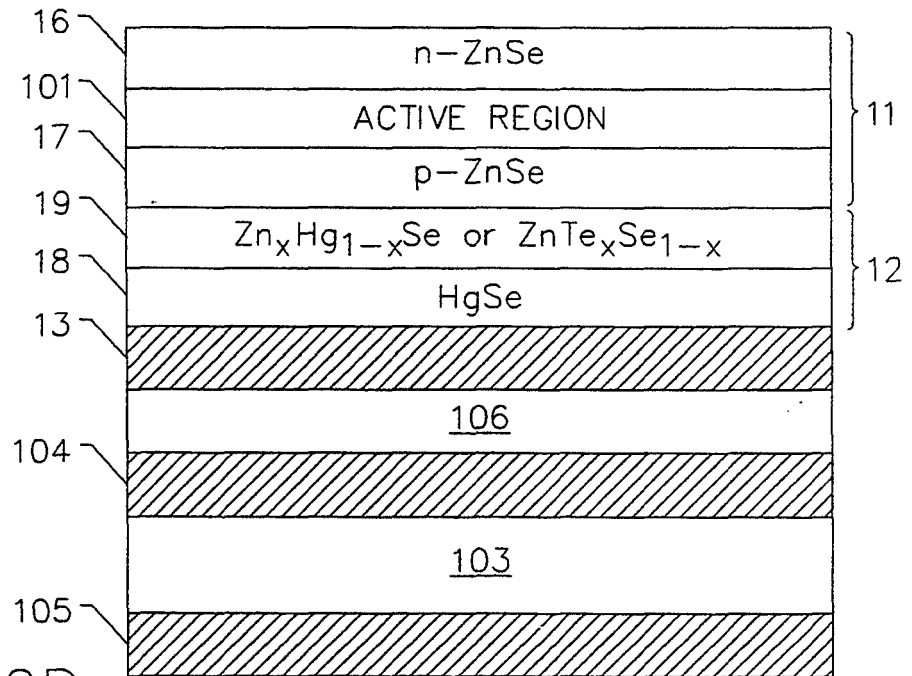 16
n-ZnSe
101
ACTIVE REGION
11
17
p-ZnSe
19
ZnxHg1-xSe or ZnTexSe1-x
12
18
HgSe
13
106
104
103
105